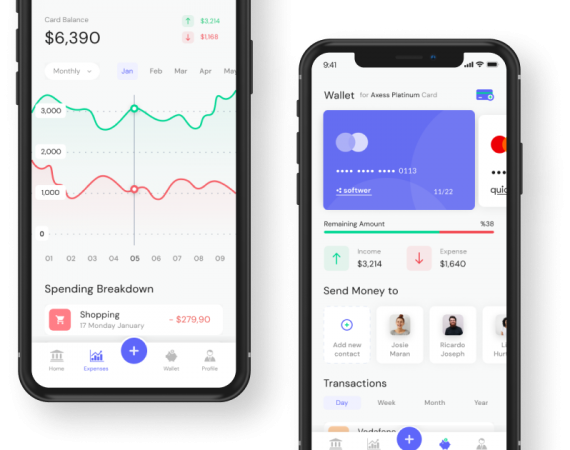 Card Balance
$6,390
$3,214
$1,168
Monthly
Jan Feb Mar Apr May
3,000
2,000
1,000
0
01 02 03 04 05 06 07 08 09
Spending Breakdown
Shopping
17 Monday January
- $279,90
Home Expenses Wallet Profile
9:41
Wallet for Axess Platinum Card
•••• •••• •••• 0113
softwer 11/22
Remaining Amount %38
Income
$3,214
Expense
$1,640
Send Money to
Add new
contact
Josie
Maran
Ricardo
Joseph
Transactions
Day Week Month Year
Vodafone